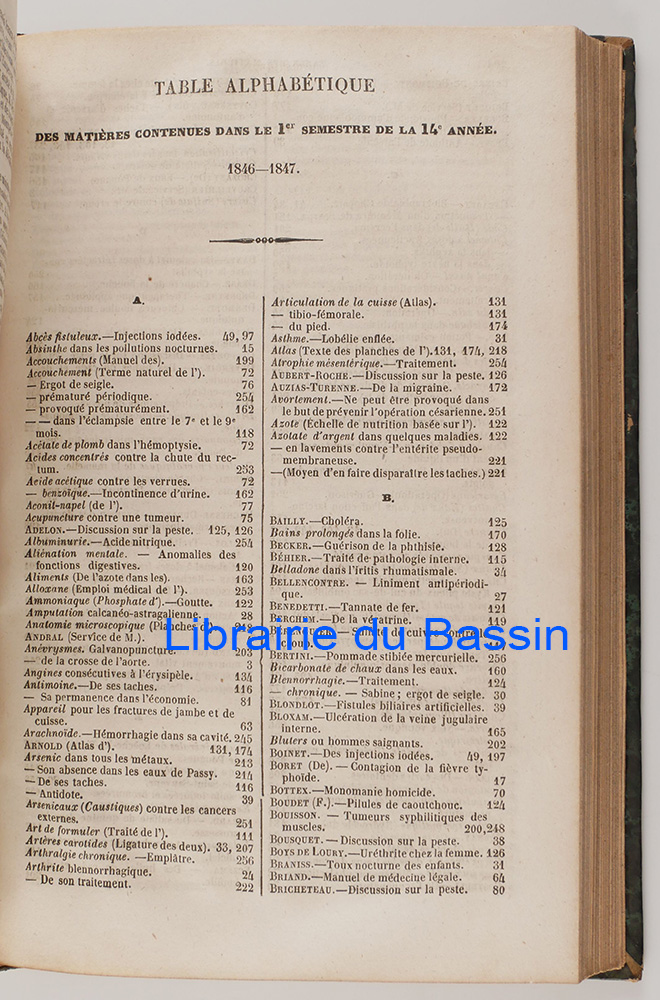 TABLE ALPHABÉTIQUE
DES MATIÈRES CONTENUES DANS LE 1er SEMESTRE DE LA 14e ANNÉE.
1846—1847.
A.
Abcès fistuleux.—Injections iodées. 49, 97
Absinthe dans les pollutions nocturnes. 15
Accouchements (Manuel des). 199
Accouchement (Terme naturel de l'). 72
— Ergot de seigle. 76
— prématuré périodique. 254
— provoqué prématurément. 162
— — dans l'éclampsie entre le 7e et le 9e
mois. 118
Acétate de plomb dans l'hémoptysie. 72
Acides concentrés contre la chute du rec-
tum. 253
Acide acétique contre les verrues. 72
— benzoïque.—Incontinence d'urine. 162
Aconit-napel (de l'). 77
Acupuncture contre une tumeur. 75
ADELON.—Discussion sur la peste. 125, 126
Albuminurie.—Acide nitrique. 254
Aliénation mentale. — Anomalies des
fonctions digestives. 120
Aliments (De l'azote dans les). 163
Alloxane (Emploi médical de l'). 253
Ammoniaque (Phosphate d').—Goutte. 122
Amputation calcanéo-astragalienne. 28
Anatomie microscopique (Planches d').
ANDRAL (Service de M.).
Anévrysmes. Galvanopuncture. 203
— de la crosse de l'aorte. 3
Angines consécutives à l'érysipèle. 134
Antimoine.—De ses taches. 116
— Sa permanence dans l'économie. 81
Appareil pour les fractures de jambe et de
cuisse. 63
Arachnoïde.—Hémorrhagie dans sa cavité. 245
ARNOLD (Atlas d'). 131, 174
Arsenic dans tous les métaux. 213
— Son absence dans les eaux de Passy. 214
— De ses taches. 116
— Antidote. 39
Arsenicaux (Caustiques) contre les cancers
externes. 251
Art de formuler (Traité de l'). 111
Artères carotides (Ligature des deux). 33, 207
Arthralgie chronique. —Emplâtre. 256
Arthrite blennorrhagique. 24
— De son traitement. 222
Articulation de la cuisse (Atlas). 131
— tibio-fémorale. 131
— du pied. 174
Asthme.—Lobélie enflée. 31
Atlas (Texte des planches de l'). 131, 174, 218
Atrophie mésentérique.—Traitement. 254
AUBERT-ROCHE.—Discussion sur la peste. 126
AUZIAS-TURENNE.—De la migraine. 172
Avortement.—Ne peut être provoqué dans
le but de prévenir l'opération césarienne. 251
Azote (Échelle de nutrition basée sur l'). 122
Azotate d'argent dans quelques maladies. 122
— en lavements contre l'entérite pseudo-
membraneuse. 221
—(Moyen d'en faire disparaître les taches.) 221
B.
BAILLY.—Choléra. 125
Bains prolongés dans la folie. 170
BECKER.—Guérison de la phthisie. 128
BÉHIER.—Traité de pathologie interne. 115
Belladone dans l'iritis rhumatismale. 34
BELLENCONTRE. — Liniment antipériodi-
que. 27
BENEDETTI.—Tannate de fer. 121
BERCHEM.—De la vératrine. 119
Librairie du Bassin
BERTINI.—Pommade stibiée mercurielle. 256
Bicarbonate de chaux dans les eaux. 160
Blennorrhagie.—Traitement. 124
— chronique. — Sabine; ergot de seigle. 30
BLONDLOT.—Fistules biliaires artificielles. 39
BLOXAM.—Ulcération de la veine jugulaire
interne. 165
Bluters ou hommes saignants. 202
BOINET.—Des injections iodées. 49, 197
BORET (De). — Contagion de la fièvre ty-
phoïde. 17
BOTTEX.—Monomanie homicide. 70
BOUDET (F.).—Pilules de caoutchouc. 124
BOUISSON. — Tumeurs syphilitiques des
muscles. 200, 248
BOUSQUET. — Discussion sur la peste. 38
BOYS DE LOURY.—Uréthrite chez la femme. 126
BRANISS.—Toux nocturne des enfants. 31
BRIAND.—Manuel de médecine légale. 64
BRICHETEAU.—Discussion sur la peste. 80